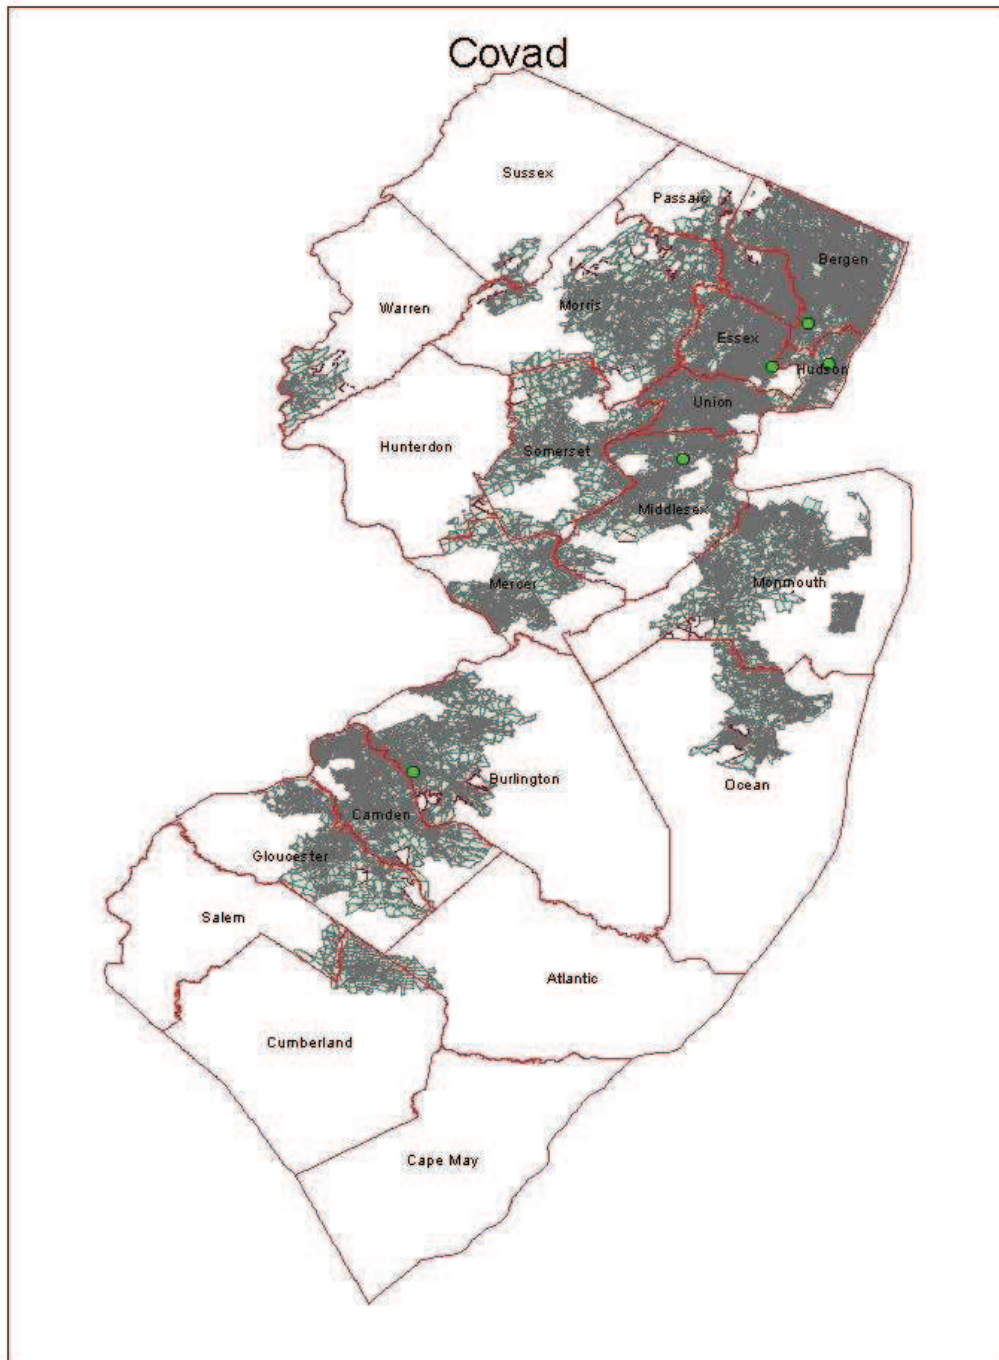 Covad
Sussex
Passaic
Bergen
Warren
Morris
Essex
Hudson
Union
Hunterdon
Somerset
Middlesex
Mercer
Monmouth
Burlington
Ocean
Camden
Gloucester
Salem
Atlantic
Cumberland
Cape May